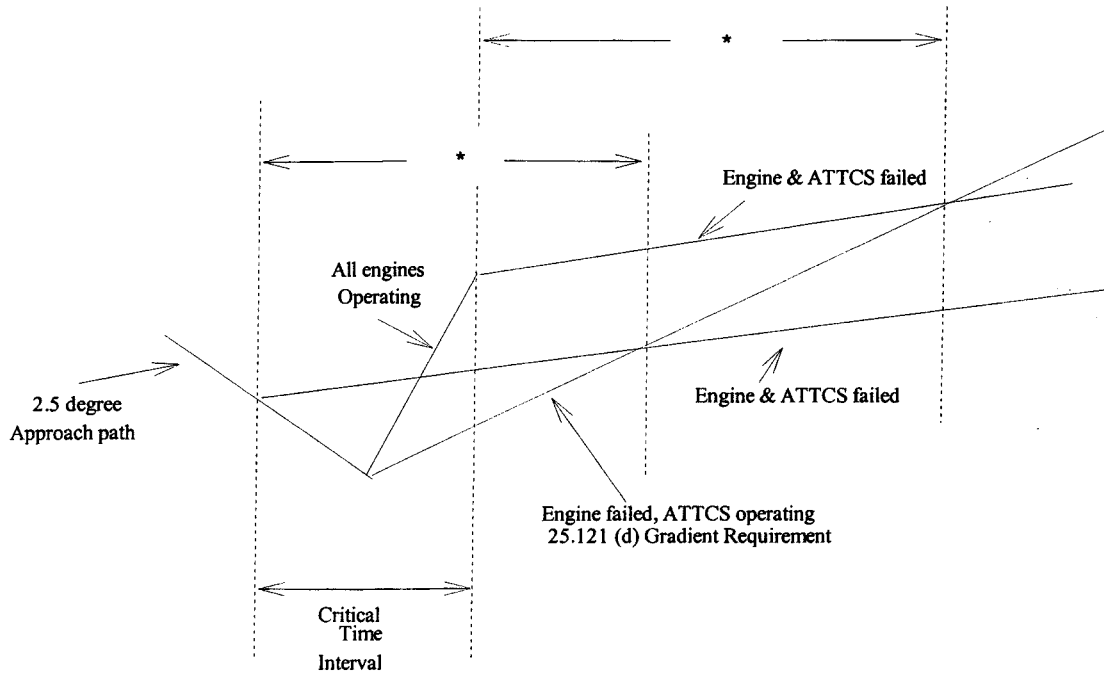 *
*
Engine & ATTCS failed
All engines
Operating
2.5 degree
Approach path
Engine & ATTCS failed
Engine failed, ATTCS operating
25.121 (d) Gradient Requirement
Critical
Time
Interval